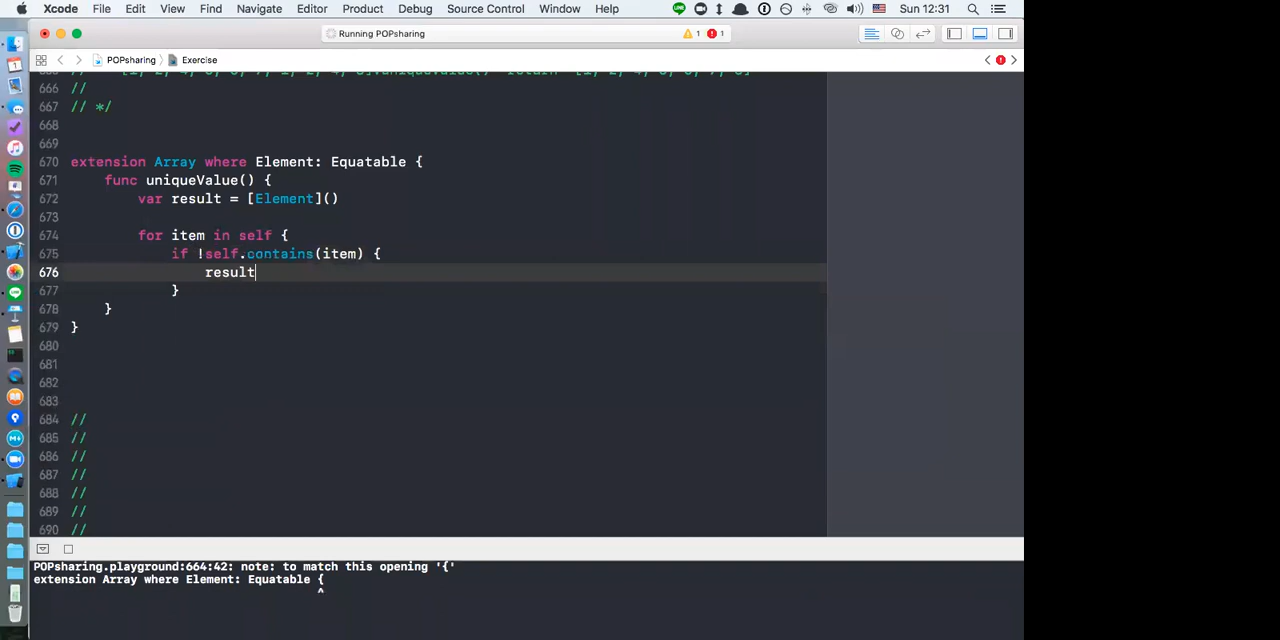 Xcode File Edit View Find Navigate Editor Product Debug Source Control Window Help Sun 12:31
Running POPsharing 1 1
POPsharing Exercise
666 //
667 // */
668
669
670 extension Array where Element: Equatable {
671 func uniqueValue() {
672 var result = [Element]()
673
674 for item in self {
675 if !self.contains(item) {
676 result
677 }
678 }
679 }
680
681
682
683
684 //
685 //
686 //
687 //
688 //
689 //
690 //
POPsharing.playground:664:42: note: to match this opening '{'
extension Array where Element: Equatable {
^